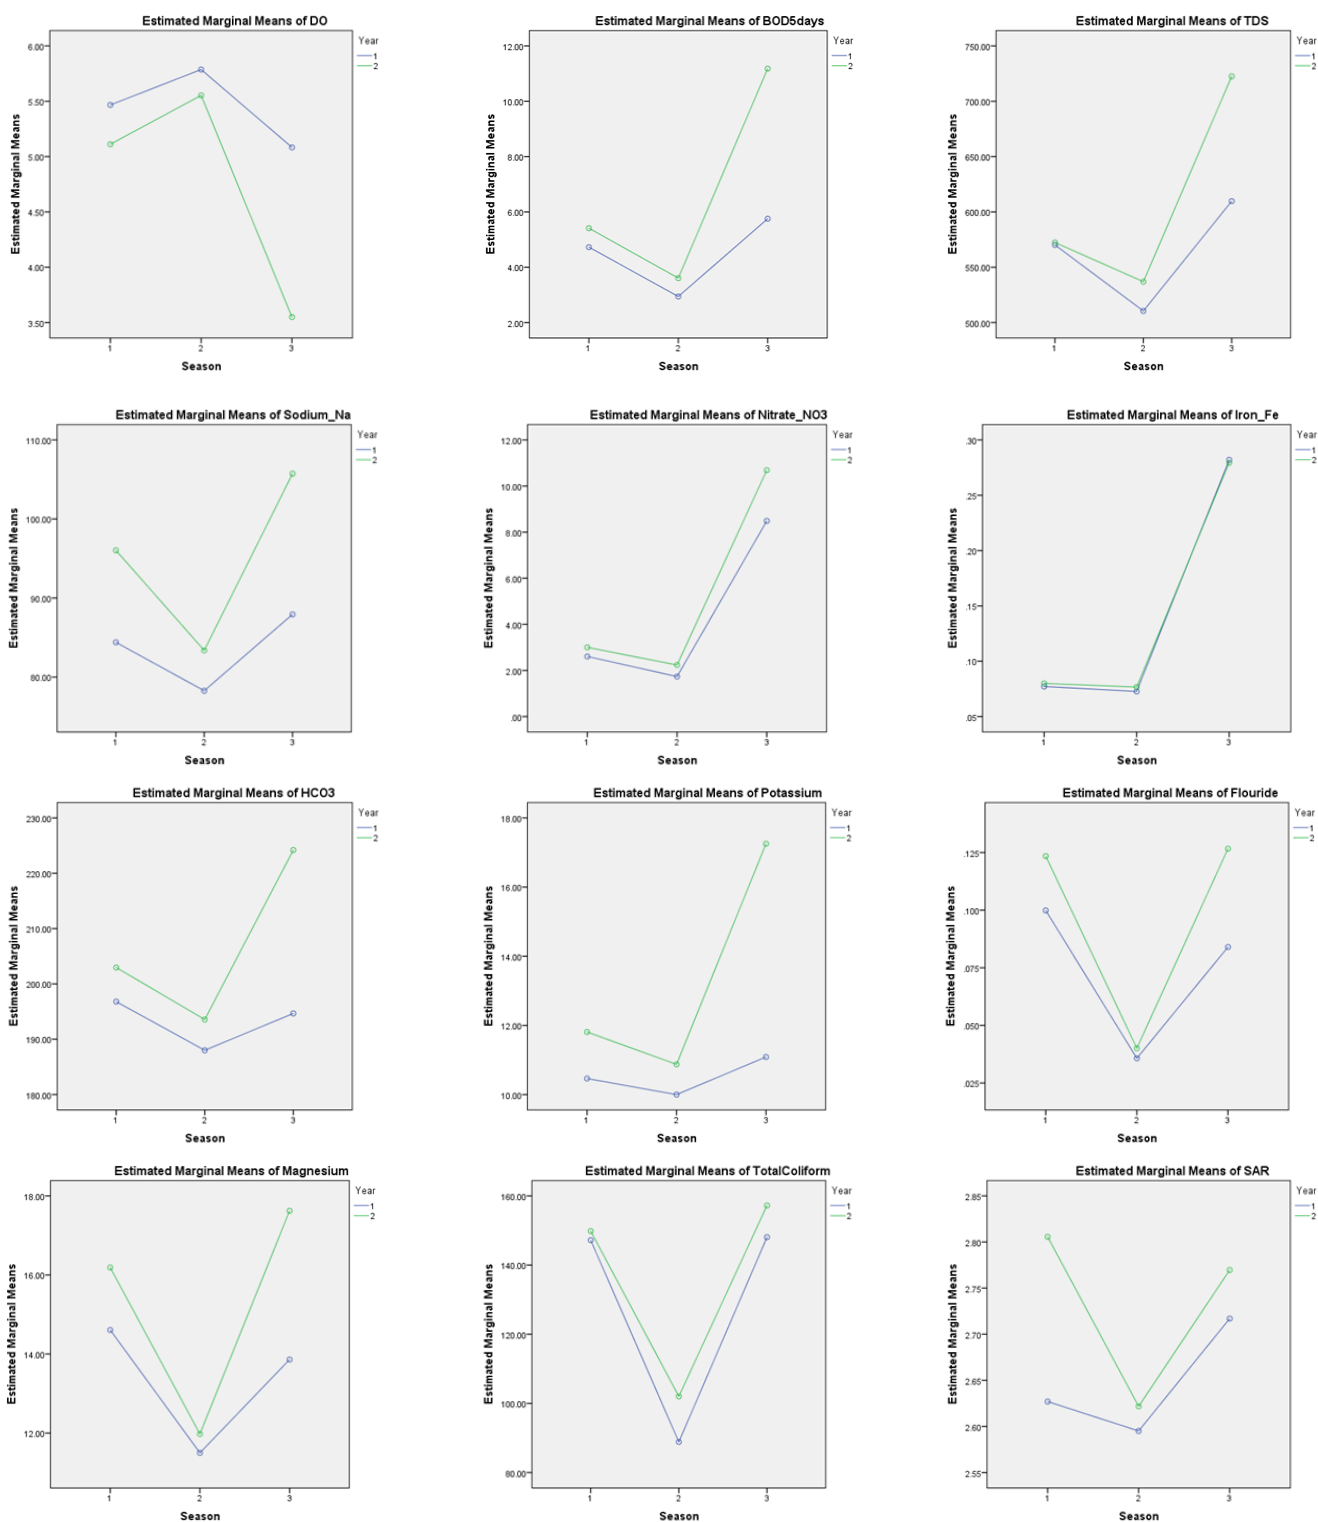 Estimated Marginal Means of DO
Year
1
2
Estimated Marginal Means
6.00
5.50
5.00
4.50
4.00
3.50
1 2 3
Season
Estimated Marginal Means of BOD5days
Year
1
2
Estimated Marginal Means
12.00
10.00
8.00
6.00
4.00
2.00
1 2 3
Season
Estimated Marginal Means of TDS
Year
1
2
Estimated Marginal Means
750.00
700.00
650.00
600.00
550.00
500.00
1 2 3
Season
Estimated Marginal Means of Sodium_Na
Year
1
2
Estimated Marginal Means
110.00
100.00
90.00
80.00
1 2 3
Season
Estimated Marginal Means of Nitrate_NO3
Year
1
2
Estimated Marginal Means
12.00
10.00
8.00
6.00
4.00
2.00
.00
1 2 3
Season
Estimated Marginal Means of Iron_Fe
Year
1
2
Estimated Marginal Means
.30
.25
.20
.15
.10
.05
1 2 3
Season
Estimated Marginal Means of HCO3
Year
1
2
Estimated Marginal Means
230.00
220.00
210.00
200.00
190.00
180.00
1 2 3
Season
Estimated Marginal Means of Potassium
Year
1
2
Estimated Marginal Means
18.00
16.00
14.00
12.00
10.00
1 2 3
Season
Estimated Marginal Means of Flouride
Year
1
2
Estimated Marginal Means
.125
.100
.075
.050
.025
1 2 3
Season
Estimated Marginal Means of Magnesium
Year
1
2
Estimated Marginal Means
18.00
16.00
14.00
12.00
1 2 3
Season
Estimated Marginal Means of TotalColiform
Year
1
2
Estimated Marginal Means
160.00
140.00
120.00
100.00
80.00
1 2 3
Season
Estimated Marginal Means of SAR
Year
1
2
Estimated Marginal Means
2.85
2.80
2.75
2.70
2.65
2.60
2.55
1 2 3
Season